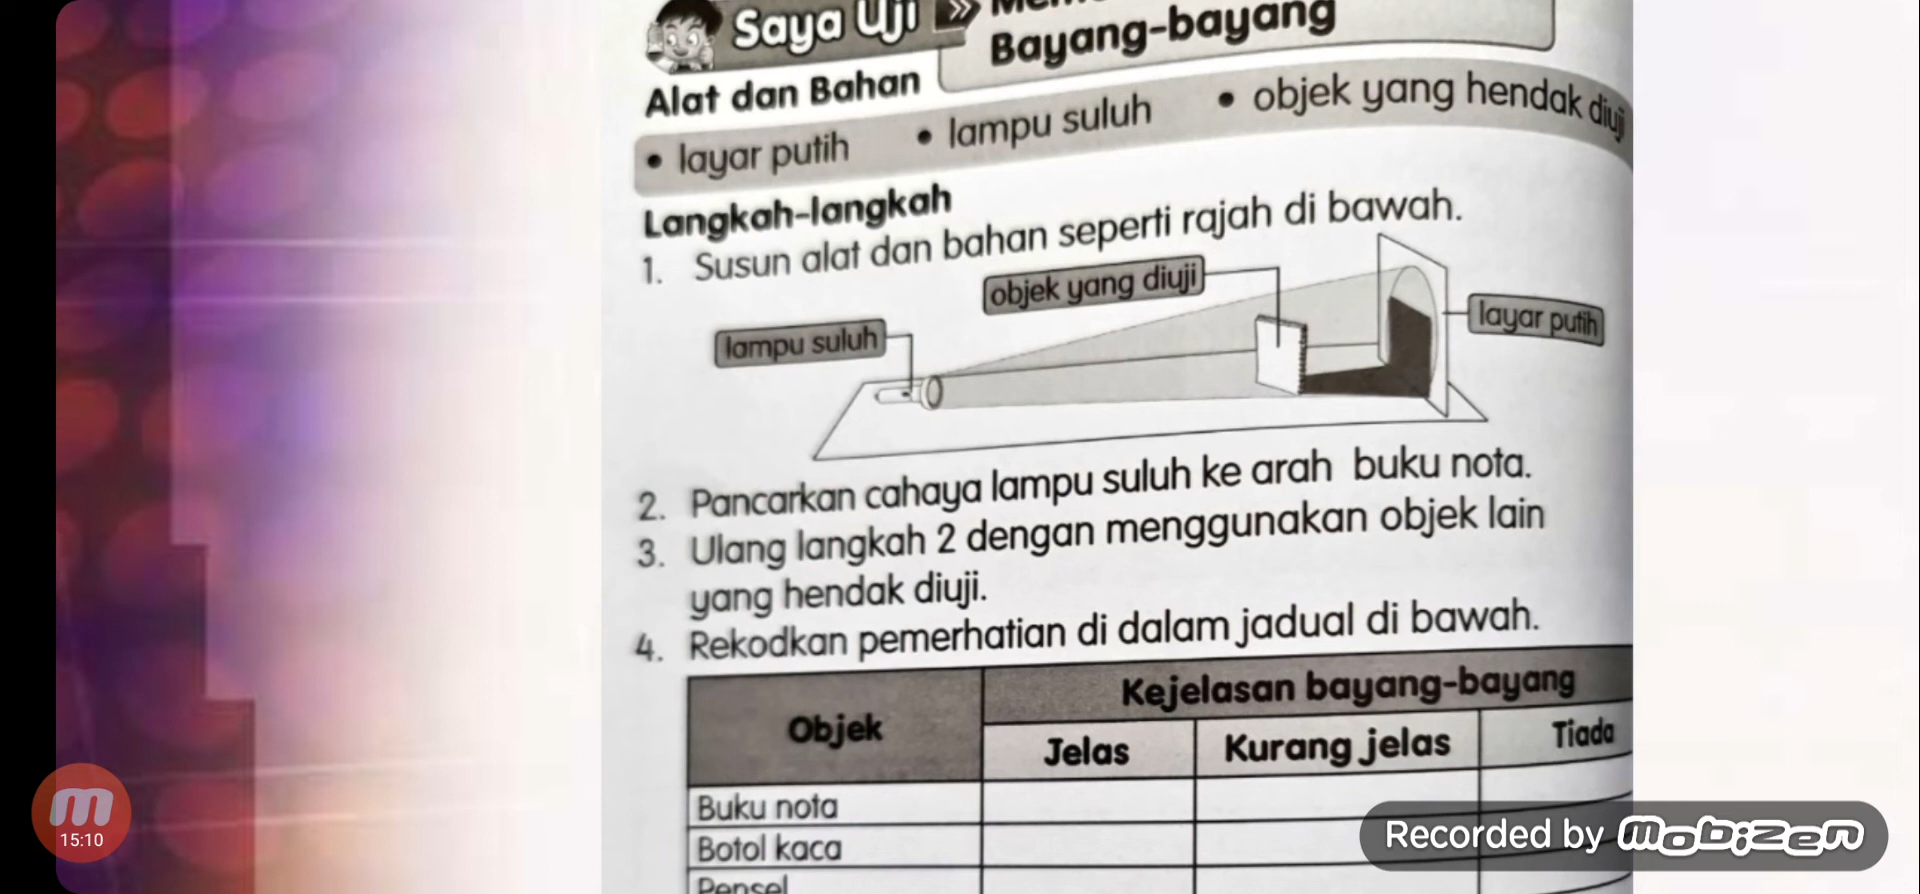 Saya Uji
Bayang-bayang
Alat dan Bahan
• layar putih • lampu suluh • objek yang hendak diuji
Langkah-langkah
1. Susun alat dan bahan seperti rajah di bawah.
objek yang diuji
lampu suluh
layar putih
2. Pancarkan cahaya lampu suluh ke arah buku nota.
3. Ulang langkah 2 dengan menggunakan objek lain
yang hendak diuji.
4. Rekodkan pemerhatian di dalam jadual di bawah.
Objek
Kejelasan bayang-bayang
Jelas Kurang jelas Tiada
Buku nota
Botol kaca
Pensel
15:10
Recorded by mobizen